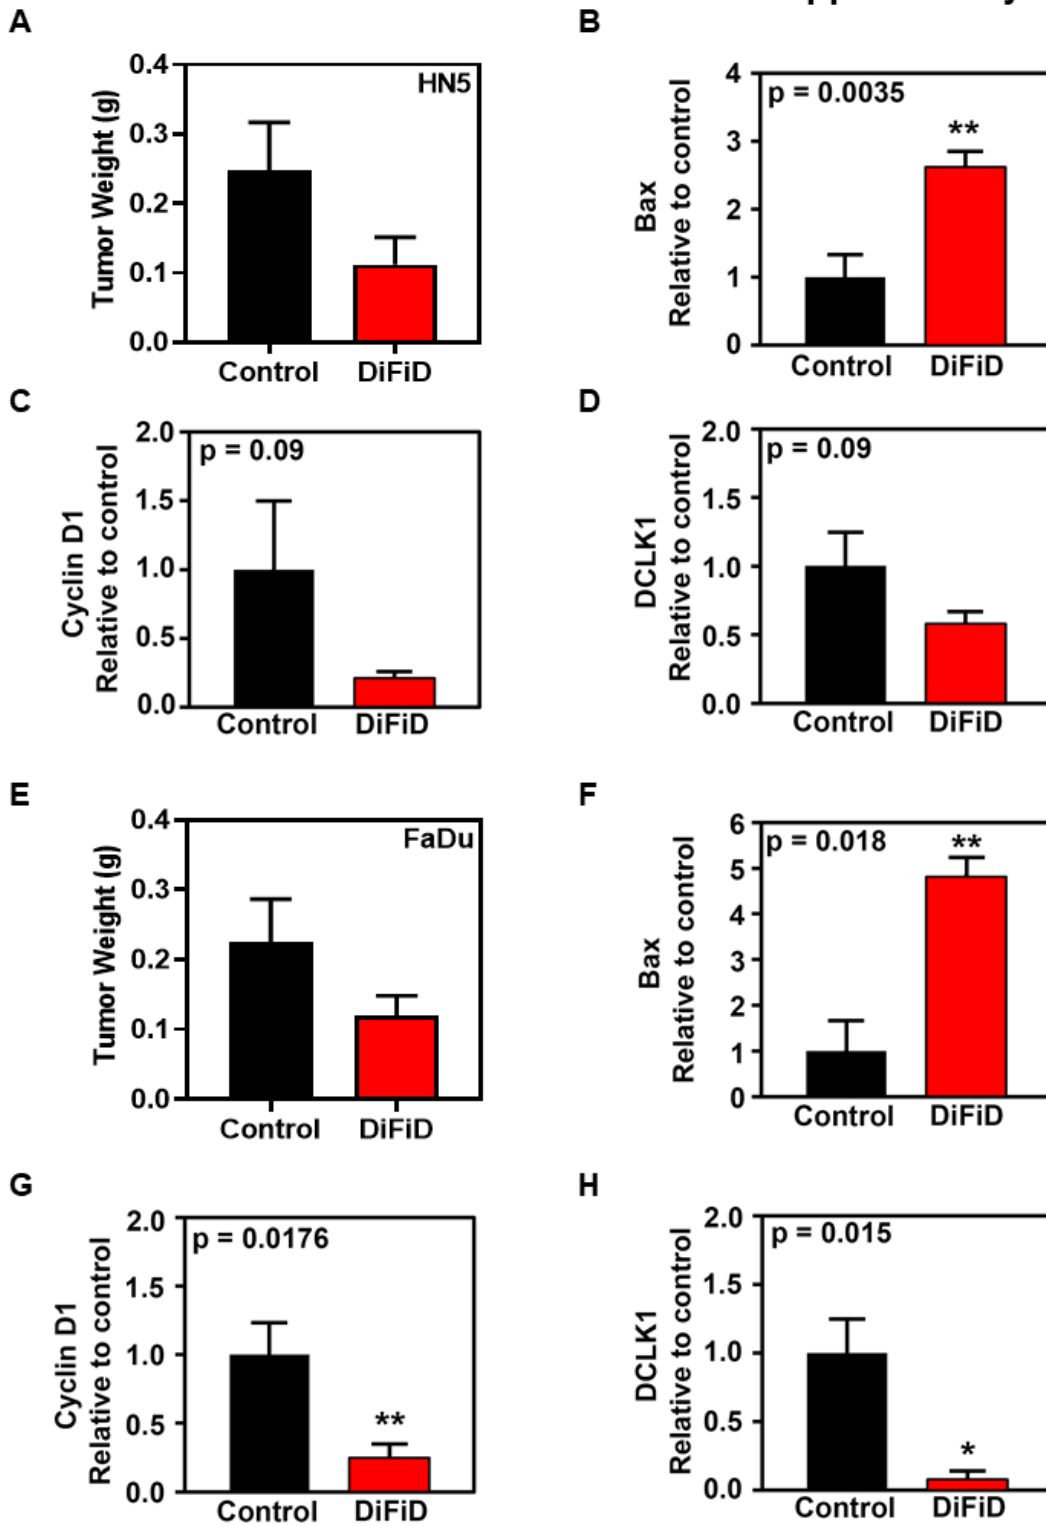 A
Tumor Weight (g)
0.4
0.3
0.2
0.1
0.0
HN5
Control DiFiD
B
Bax
Relative to control
4
3
2
1
0
p = 0.0035
**
Control DiFiD
C
Cyclin D1
Relative to control
2.0
1.5
1.0
0.5
0.0
p = 0.09
Control DiFiD
D
DCLK1
Relative to control
2.0
1.5
1.0
0.5
0.0
p = 0.09
Control DiFiD
E
Tumor Weight (g)
0.4
0.3
0.2
0.1
0.0
FaDu
Control DiFiD
F
Bax
Relative to control
6
5
4
3
2
1
0
p = 0.018
**
Control DiFiD
G
Cyclin D1
Relative to control
2.0
1.5
1.0
0.5
0.0
p = 0.0176
**
Control DiFiD
H
DCLK1
Relative to control
2.0
1.5
1.0
0.5
0.0
p = 0.015
*
Control DiFiD